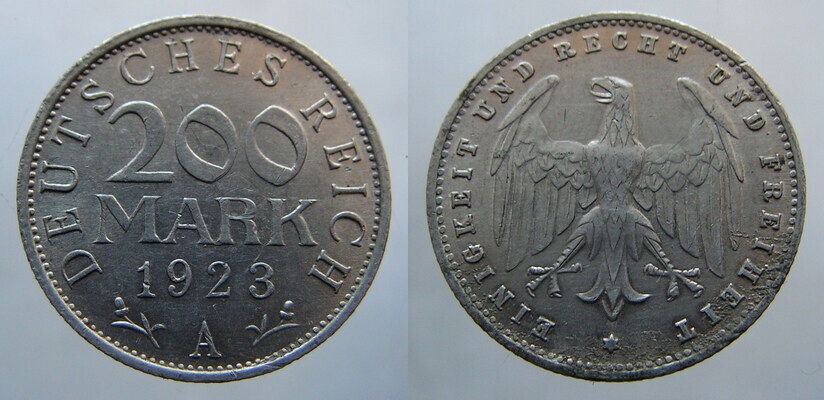 DEUTSCHES REICH
200
MARK
1923
A
EINIGKEIT UND RECHT UND FREIHEIT